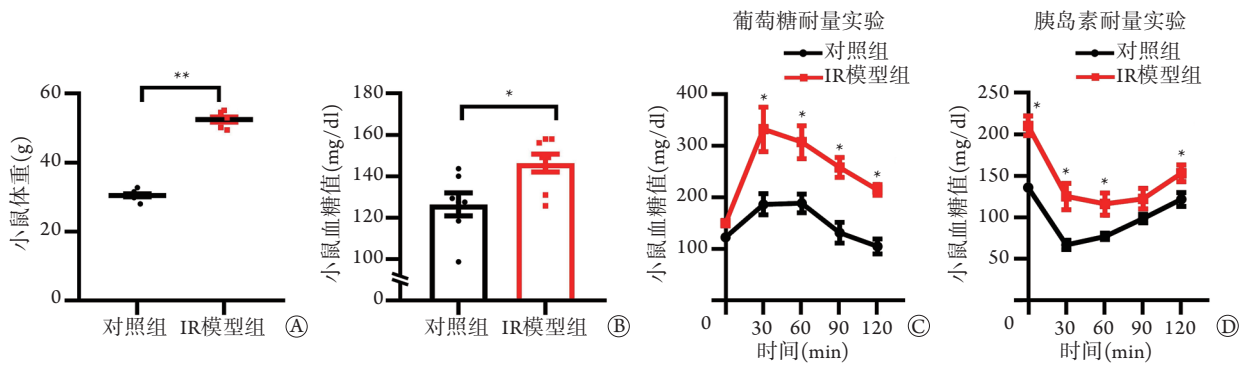 **
60
40
20
0
小鼠体重(g)
对照组
IR模型组
Ⓐ
*
180
160
140
120
100
0
小鼠血糖值(mg/dl)
对照组
IR模型组
Ⓑ
葡萄糖耐量实验
对照组
IR模型组
400
300
200
100
小鼠血糖值(mg/dl)
*
*
*
*
0
30
60
90
120
时间(min)
Ⓒ
胰岛素耐量实验
对照组
IR模型组
250
200
150
100
50
小鼠血糖值(mg/dl)
*
*
*
*
0
30
60
90
120
时间(min)
Ⓓ